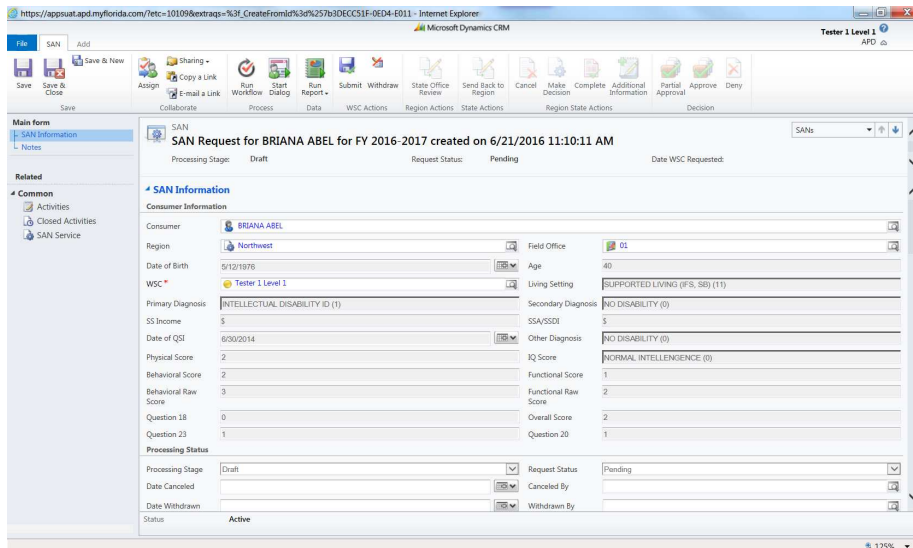 https://appsuat.apd.myflorida.com/?etc=10109&extraqs=%3f_CreateFromId%3d%257b3DECC51F-0ED4-E011 - Internet Explorer
Microsoft Dynamics CRM
Tester 1 Level 1
APD
File SAN Add
Save Save & Close Save & New Assign Sharing Copy a Link E-mail a Link Run Workflow Start Dialog Run Report Submit Withdraw State Office Review Send Back to Region Cancel Make Decision Complete Additional Information Partial Approval Approve Deny
Save Collaborate Process Data WSC Actions Region Actions State Actions Region State Actions Decision
Main form
SAN Information
Notes
Related
Common
Activities
Closed Activities
SAN Service
SAN
SANs
SAN Request for BRIANA ABEL for FY 2016-2017 created on 6/21/2016 11:10:11 AM
Processing Stage: Draft Request Status: Pending Date WSC Requested:
SAN Information
Consumer Information
Consumer BRIANA ABEL
Region Northwest Field Office 01
Date of Birth 5/12/1976 Age 40
WSC * Tester 1 Level 1 Living Setting SUPPORTED LIVING (IFS, SB) (11)
Primary Diagnosis INTELLECTUAL DISABILITY ID (1) Secondary Diagnosis NO DISABILITY (0)
SS Income $ SSA/SSDI $
Date of QSI 6/30/2014 Other Diagnosis NO DISABILITY (0)
Physical Score 2 IQ Score NORMAL INTELLENGENCE (0)
Behavioral Score 2 Functional Score 1
Behavioral Raw Score 3 Functional Raw Score 2
Question 18 0 Overall Score 2
Question 23 1 Question 20 1
Processing Status
Processing Stage Draft Request Status Pending
Date Canceled Canceled By
Date Withdrawn Withdrawn By
Status Active
125%